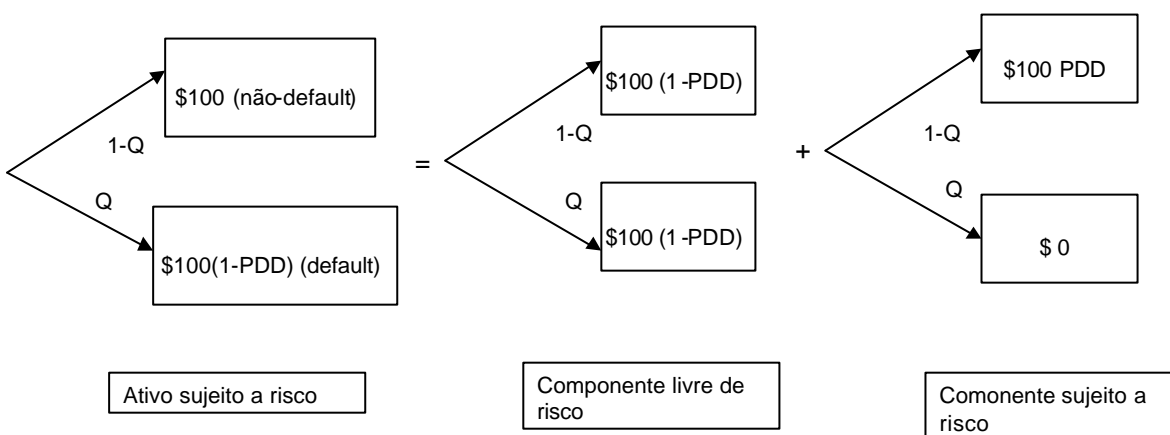 $100 (não-default)
1-Q
Q
$100(1-PDD) (default)
Ativo sujeito a risco
=
$100 (1-PDD)
1-Q
Q
$100 (1-PDD)
Componente livre de
risco
+
$100 PDD
1-Q
Q
$ 0
Comonente sujeito a
risco